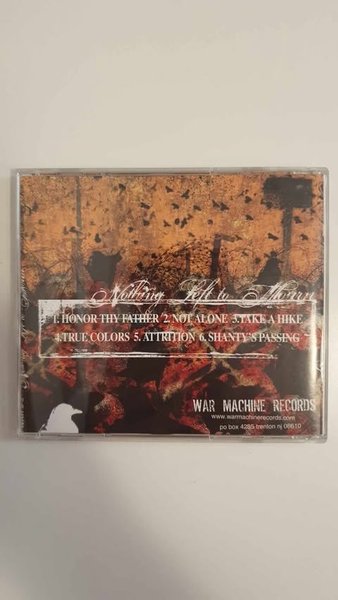 Nothing Left to Mourn
1. HONOR THY FATHER 2. NOT ALONE 3.TAKE A HIKE
4.TRUE COLORS 5. ATTRITION 6. SHANTY'S PASSING
WAR MACHINE RECORDS
www.warmachinerecords.com
po box 4285 trenton nj 08610